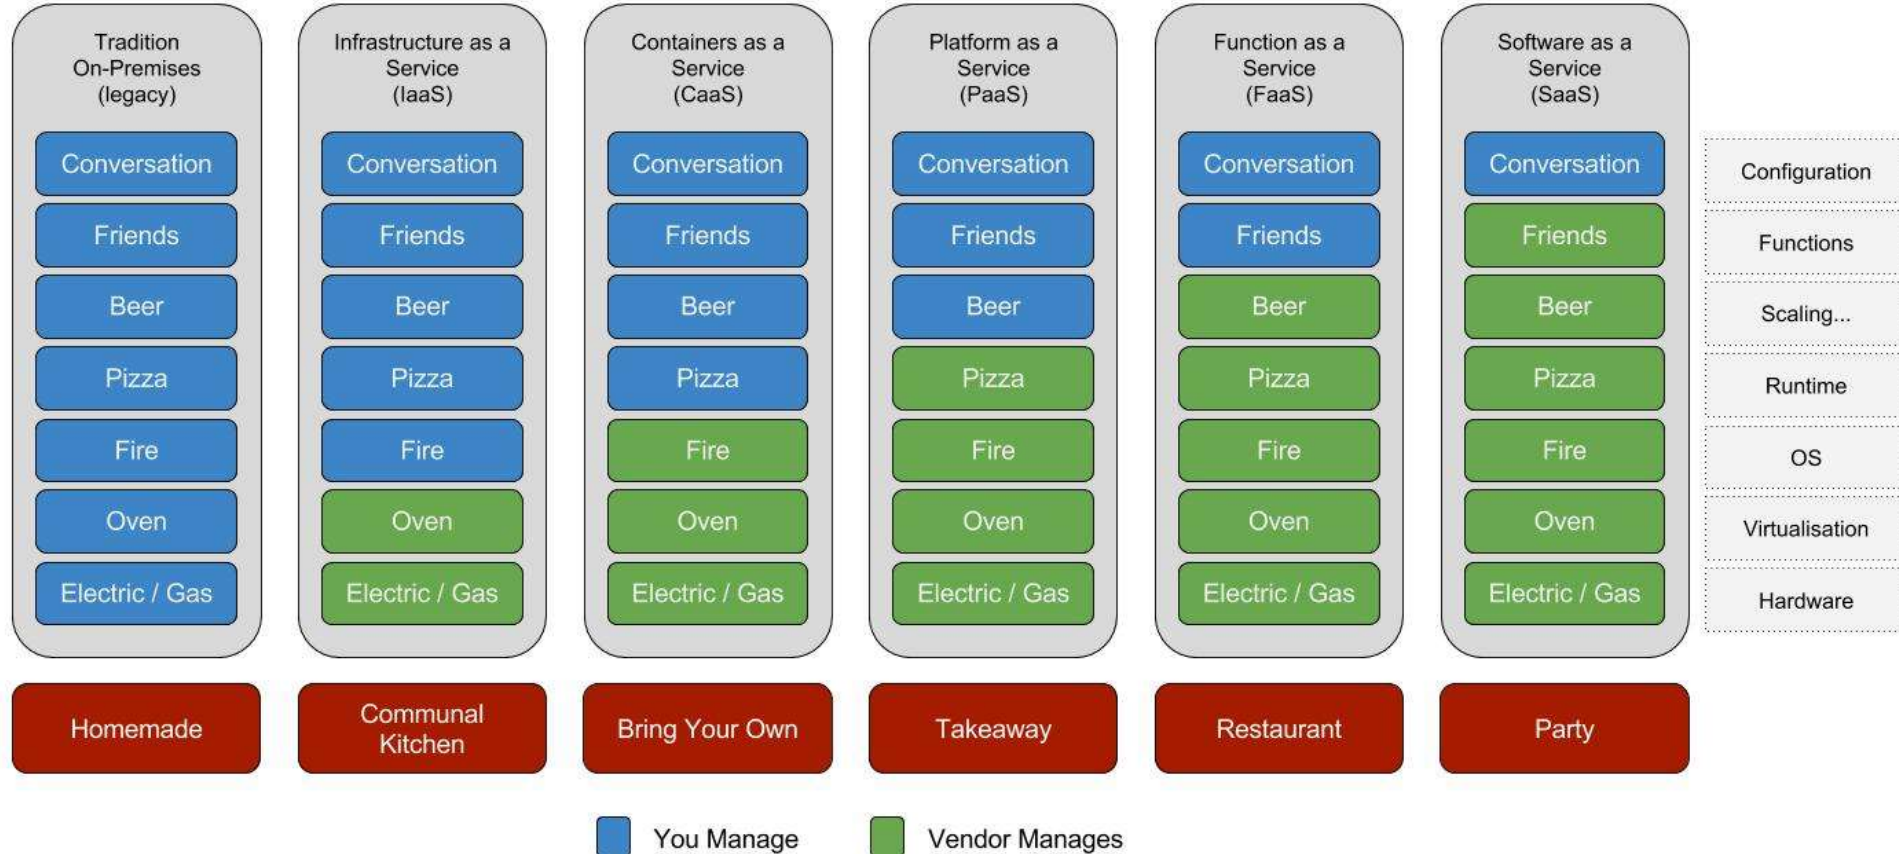 Tradition
On-Premises
(legacy)
Infrastructure as a
Service
(IaaS)
Containers as a
Service
(CaaS)
Platform as a
Service
(PaaS)
Function as a
Service
(FaaS)
Software as a
Service
(SaaS)
Conversation Conversation Conversation Conversation Conversation Conversation Configuration
Friends Friends Friends Friends Friends Friends Functions
Beer Beer Beer Beer Beer Beer Scaling...
Pizza Pizza Pizza Pizza Pizza Pizza Runtime
Fire Fire Fire Fire Fire Fire OS
Oven Oven Oven Oven Oven Oven Virtualisation
Electric / Gas Electric / Gas Electric / Gas Electric / Gas Electric / Gas Electric / Gas Hardware
Homemade
Communal
Kitchen
Bring Your Own
Takeaway
Restaurant
Party
You Manage
Vendor Manages